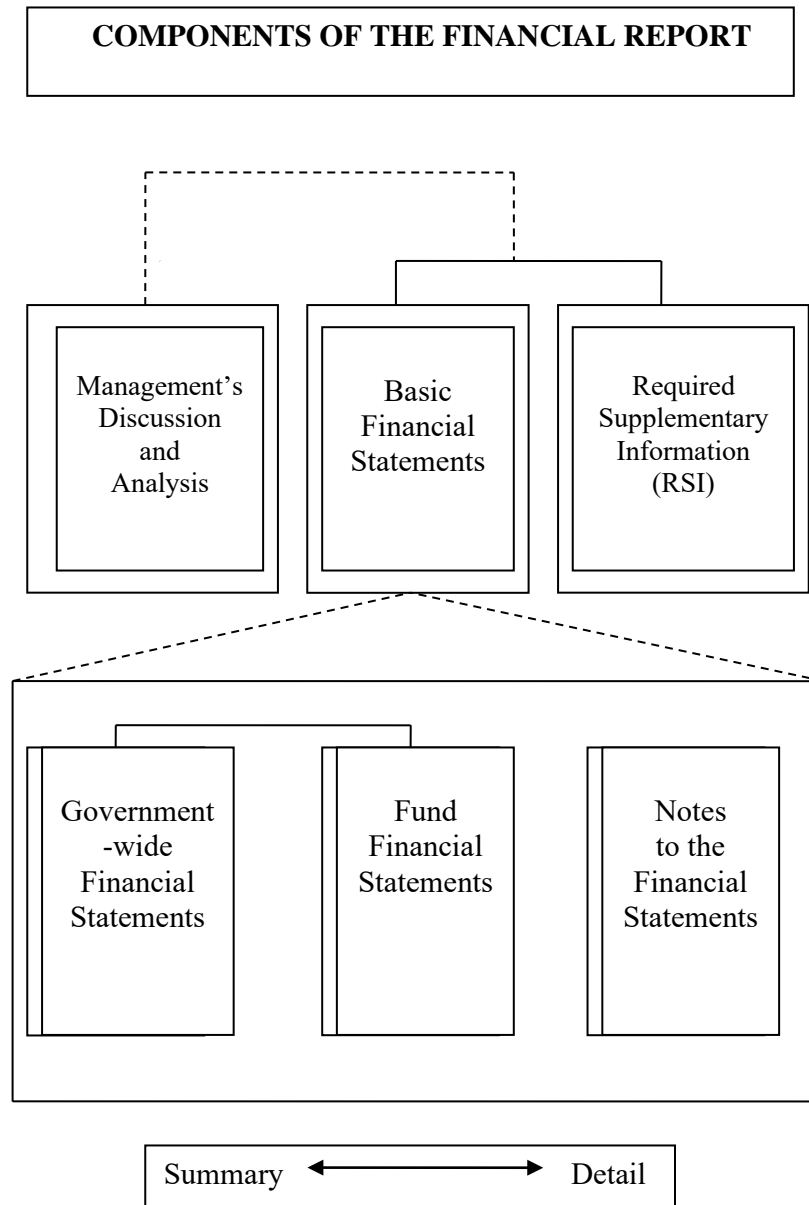 COMPONENTS OF THE FINANCIAL REPORT
Management’s
Discussion
and
Analysis
Basic
Financial
Statements
Required
Supplementary
Information
(RSI)
Government
-wide
Financial
Statements
Fund
Financial
Statements
Notes
to the
Financial
Statements
Summary Detail